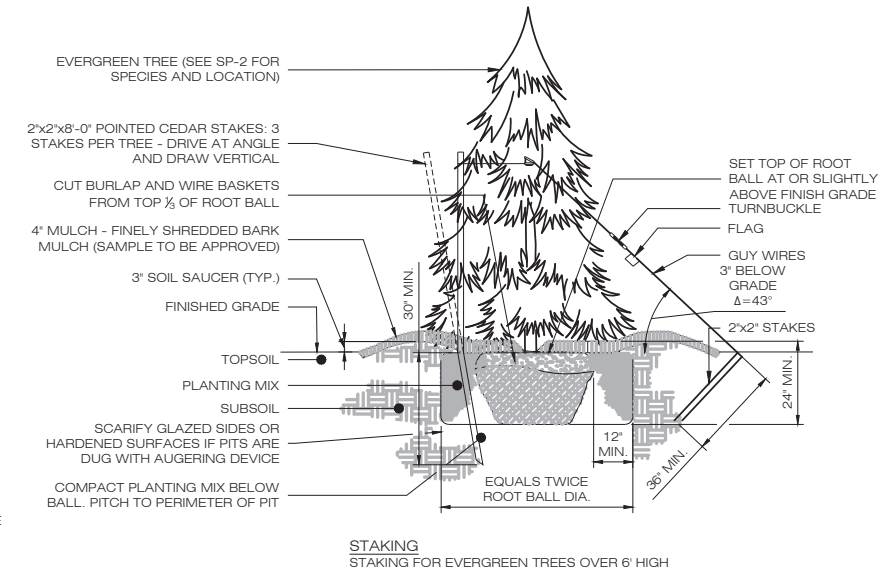 EVERGREEN TREE (SEE SP-2 FOR
SPECIES AND LOCATION)
2"x2"x8'-0" POINTED CEDAR STAKES: 3
STAKES PER TREE - DRIVE AT ANGLE
AND DRAW VERTICAL
CUT BURLAP AND WIRE BASKETS
FROM TOP ⅓ OF ROOT BALL
4" MULCH - FINELY SHREDDED BARK
MULCH (SAMPLE TO BE APPROVED)
3" SOIL SAUCER (TYP.)
FINISHED GRADE
TOPSOIL
PLANTING MIX
SUBSOIL
SCARIFY GLAZED SIDES OR
HARDENED SURFACES IF PITS ARE
DUG WITH AUGERING DEVICE
COMPACT PLANTING MIX BELOW
BALL. PITCH TO PERIMETER OF PIT
E
30" MIN.
SET TOP OF ROOT
BALL AT OR SLIGHTLY
ABOVE FINISH GRADE
TURNBUCKLE
FLAG
GUY WIRES
3" BELOW
GRADE
Δ=43°
2"x2" STAKES
24" MIN.
36" MIN.
12"
MIN.
EQUALS TWICE
ROOT BALL DIA.
STAKING
STAKING FOR EVERGREEN TREES OVER 6' HIGH